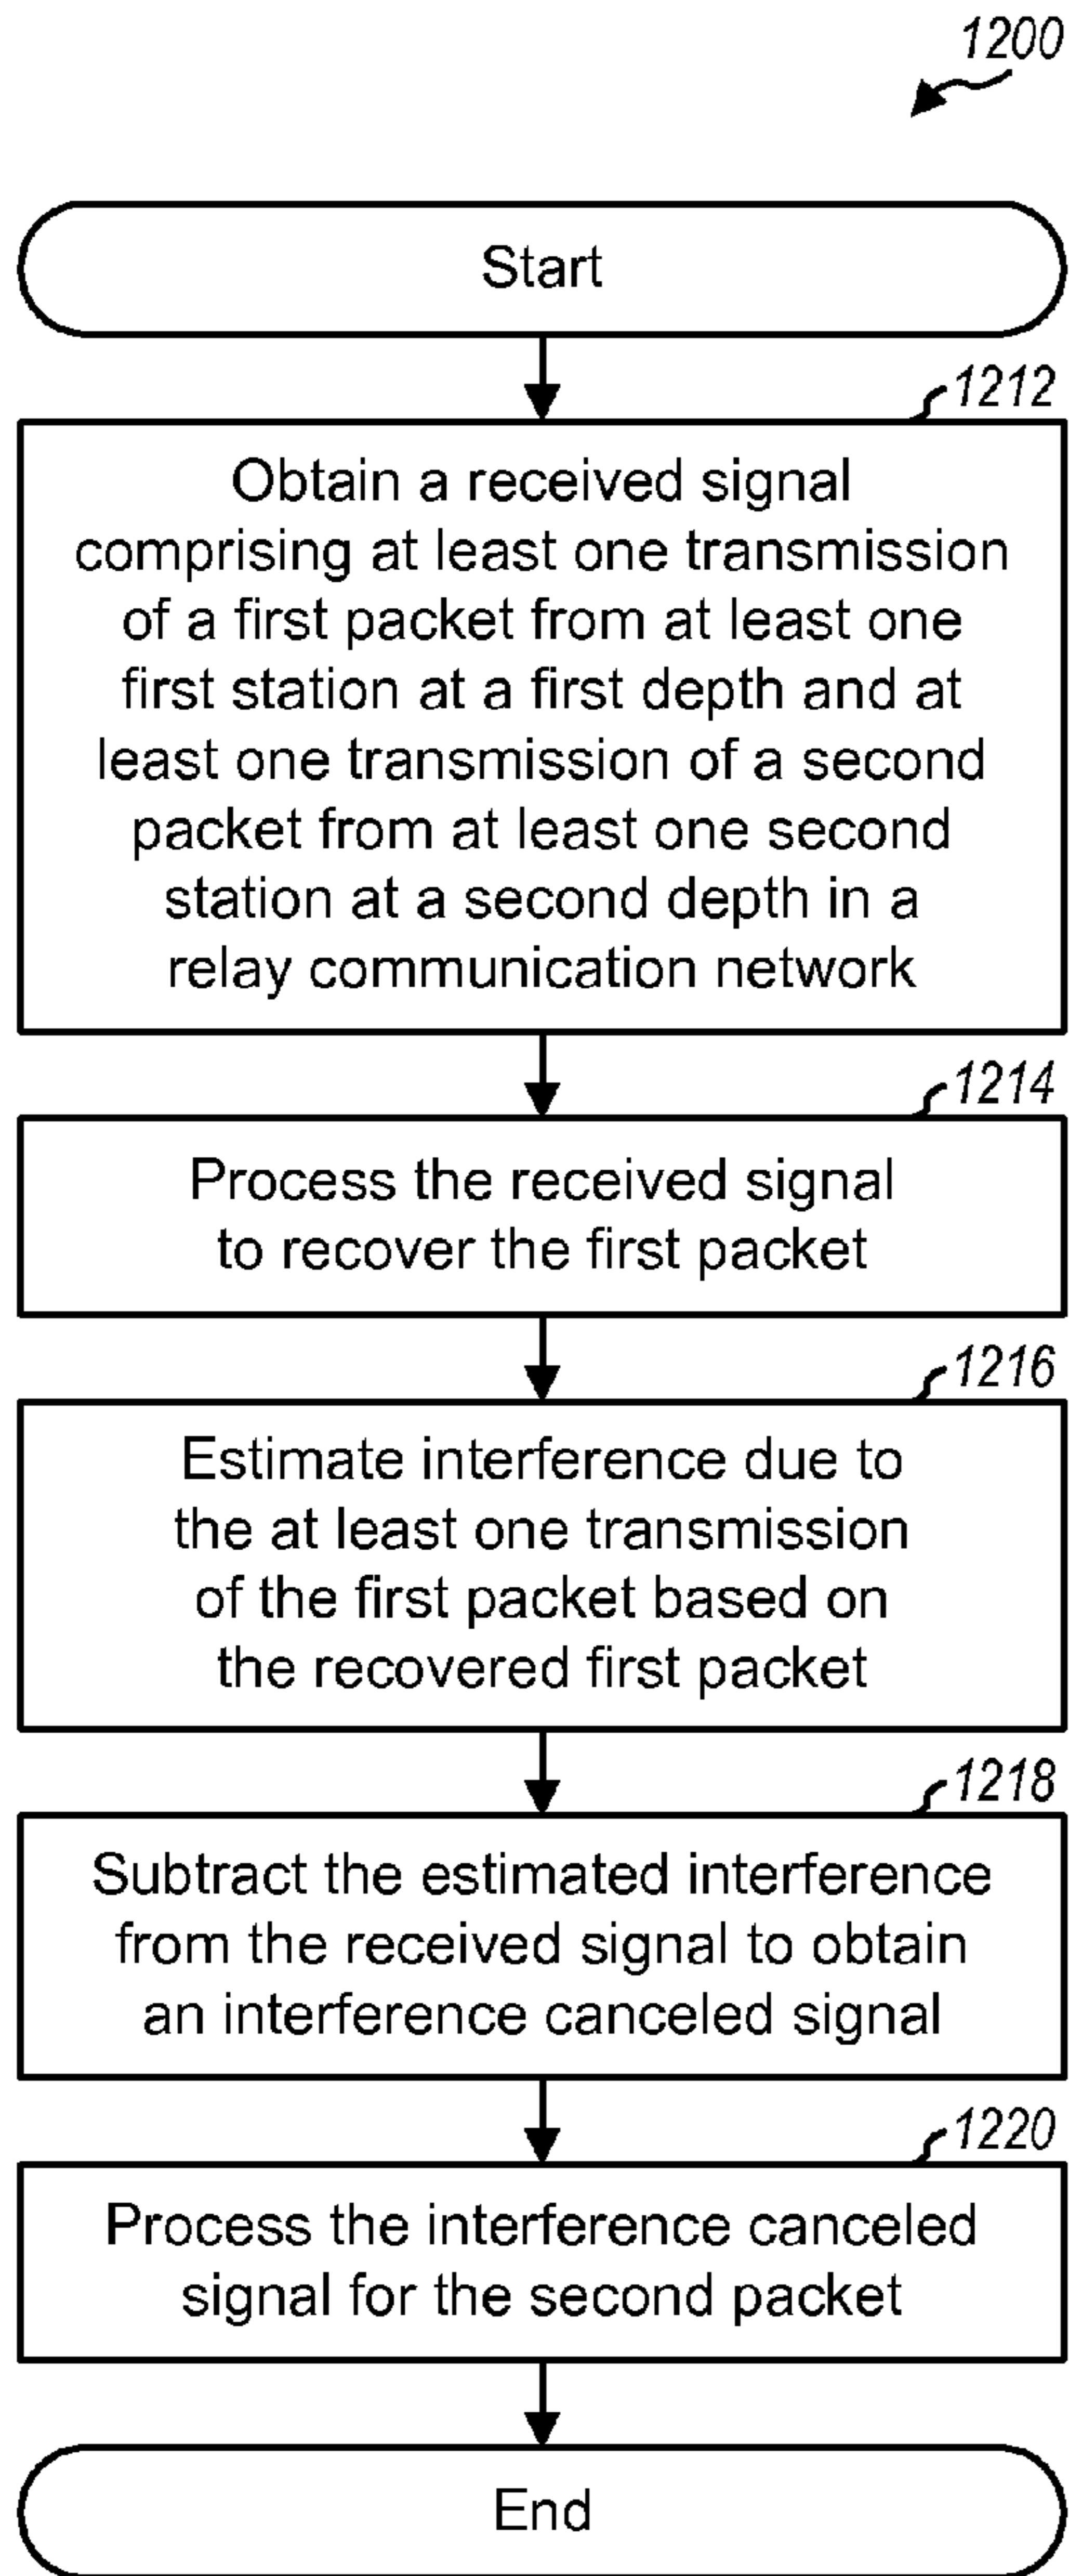 1200
Start
1212
Obtain a received signal
comprising at least one transmission
of a first packet from at least one
first station at a first depth and at
least one transmission of a second
packet from at least one second
station at a second depth in a
relay communication network
1214
Process the received signal
to recover the first packet
1216
Estimate interference due to
the at least one transmission
of the first packet based on
the recovered first packet
1218
Subtract the estimated interference
from the received signal to obtain
an interference canceled signal
1220
Process the interference canceled
signal for the second packet
End